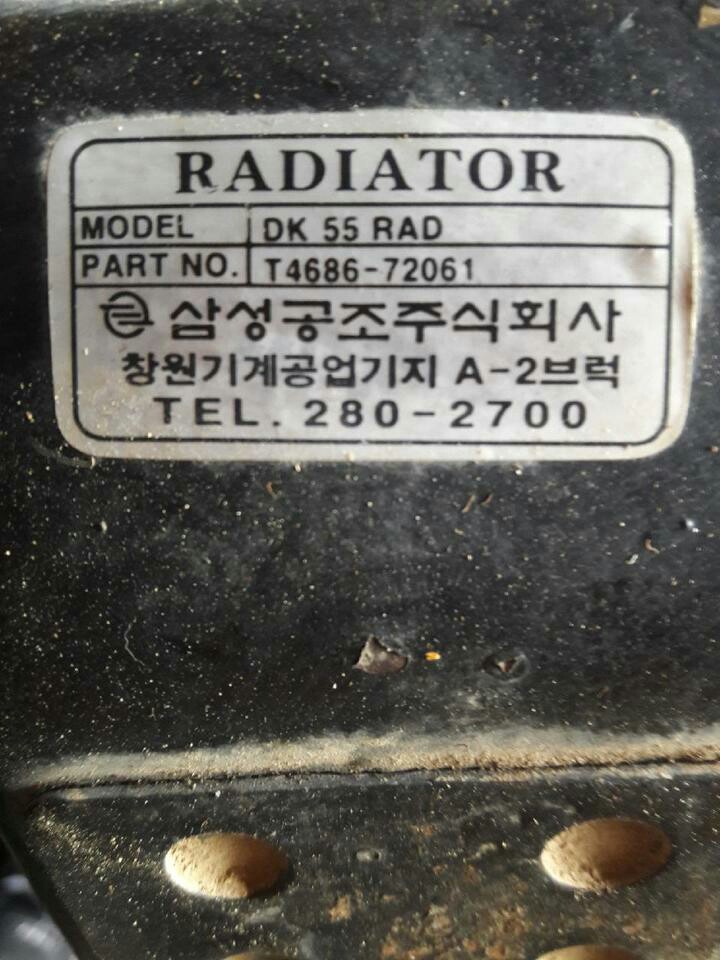 RADIATOR
MODEL DK 55 RAD
PART NO. T4686-72061
삼성공조주식회사
창원기계공업기지 A-2브럭
TEL. 280-2700